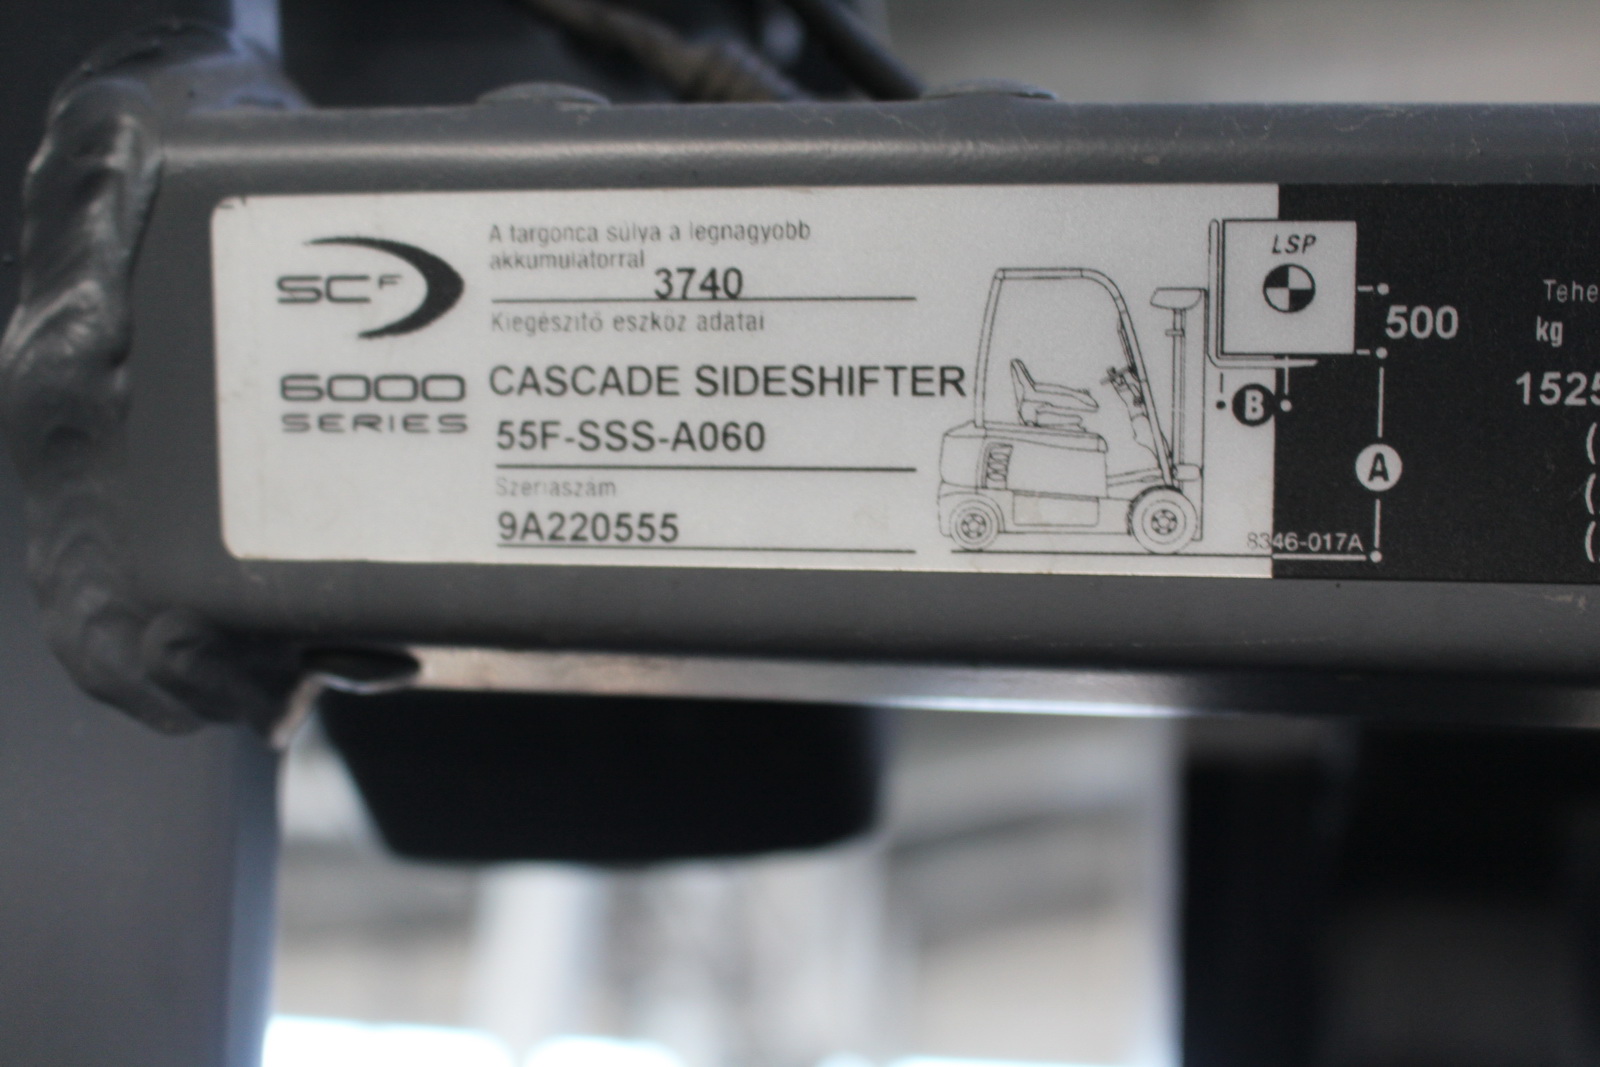 SCF
6000
SERIES
A targonca súlya a legnagyobb
akkumulátorral
3740
Kiegészítő eszköz adatai
CASCADE SIDESHIFTER
55F-SSS-A060
Szériaszám
9A220555
LSP
500
B
A
8346-017A
kg